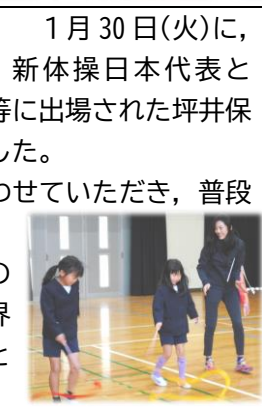 １月30日(火)に，
新体操日本代表と
等に出場された坪井保
した。
わせていただき，普段
の
界
と